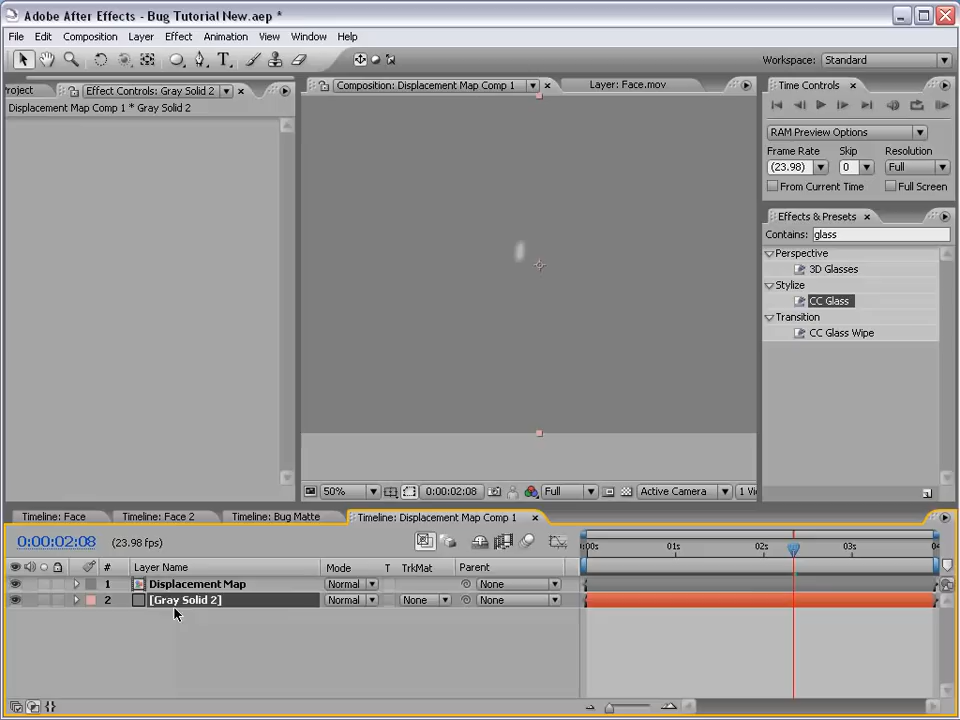 Adobe After Effects - Bug Tutorial New.aep *
File Edit Composition Layer Effect Animation View Window Help
Workspace: Standard
roject Effect Controls: Gray Solid 2 Composition: Displacement Map Comp 1 Layer: Face.mov Time Controls
Displacement Map Comp 1 * Gray Solid 2
RAM Preview Options
Frame Rate Skip Resolution
(23.98) 0 Full
From Current Time Full Screen
Effects & Presets
Contains: glass
Perspective
3D Glasses
Stylize
CC Glass
Transition
CC Glass Wipe
50% 0:00:02:08 Full Active Camera 1 Vi
Timeline: Face Timeline: Face 2 Timeline: Bug Matte Timeline: Displacement Map Comp 1
0:00:02:08 (23.98 fps)
:00s 01s 02s 03s 04
# Layer Name Mode T TrkMat Parent
1 Displacement Map Normal None
2 [Gray Solid 2] Normal None None